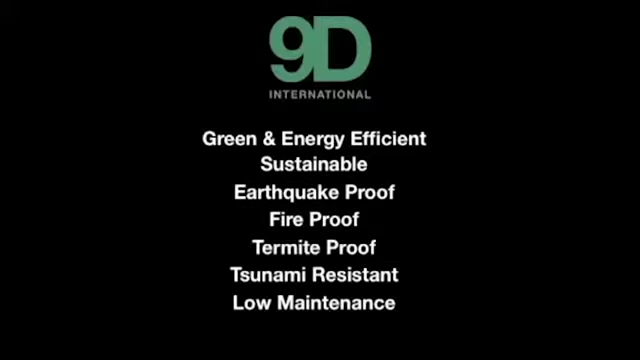 9D
INTERNATIONAL
Green & Energy Efficient
Sustainable
Earthquake Proof
Fire Proof
Termite Proof
Tsunami Resistant
Low Maintenance